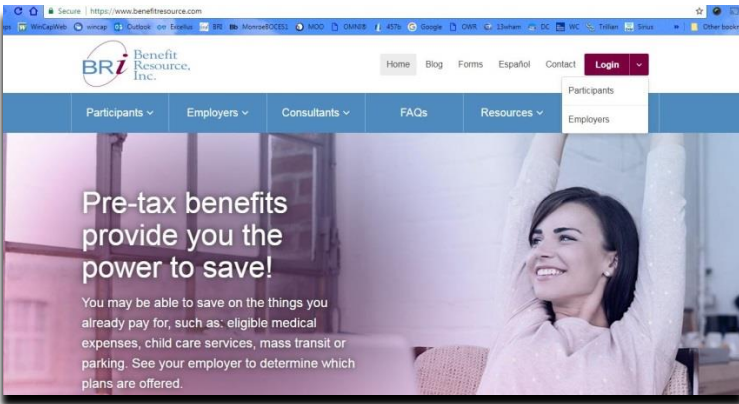 Secure | https://www.benefitresource.com
ps WinCapWeb wincap Outlook Excellus BRI Bb MonroeBOCES1 MOO OMNI® 457b Google OWR 13wham DC WC Trillian Sirius » Other books
BRi Benefit Resource, Inc.
Home Blog Forms Español Contact Login
Participants
Employers
Participants Employers Consultants FAQs Resources
Pre-tax benefits
provide you the
power to save!
You may be able to save on the things you
already pay for, such as: eligible medical
expenses, child care services, mass transit or
parking. See your employer to determine which
plans are offered.